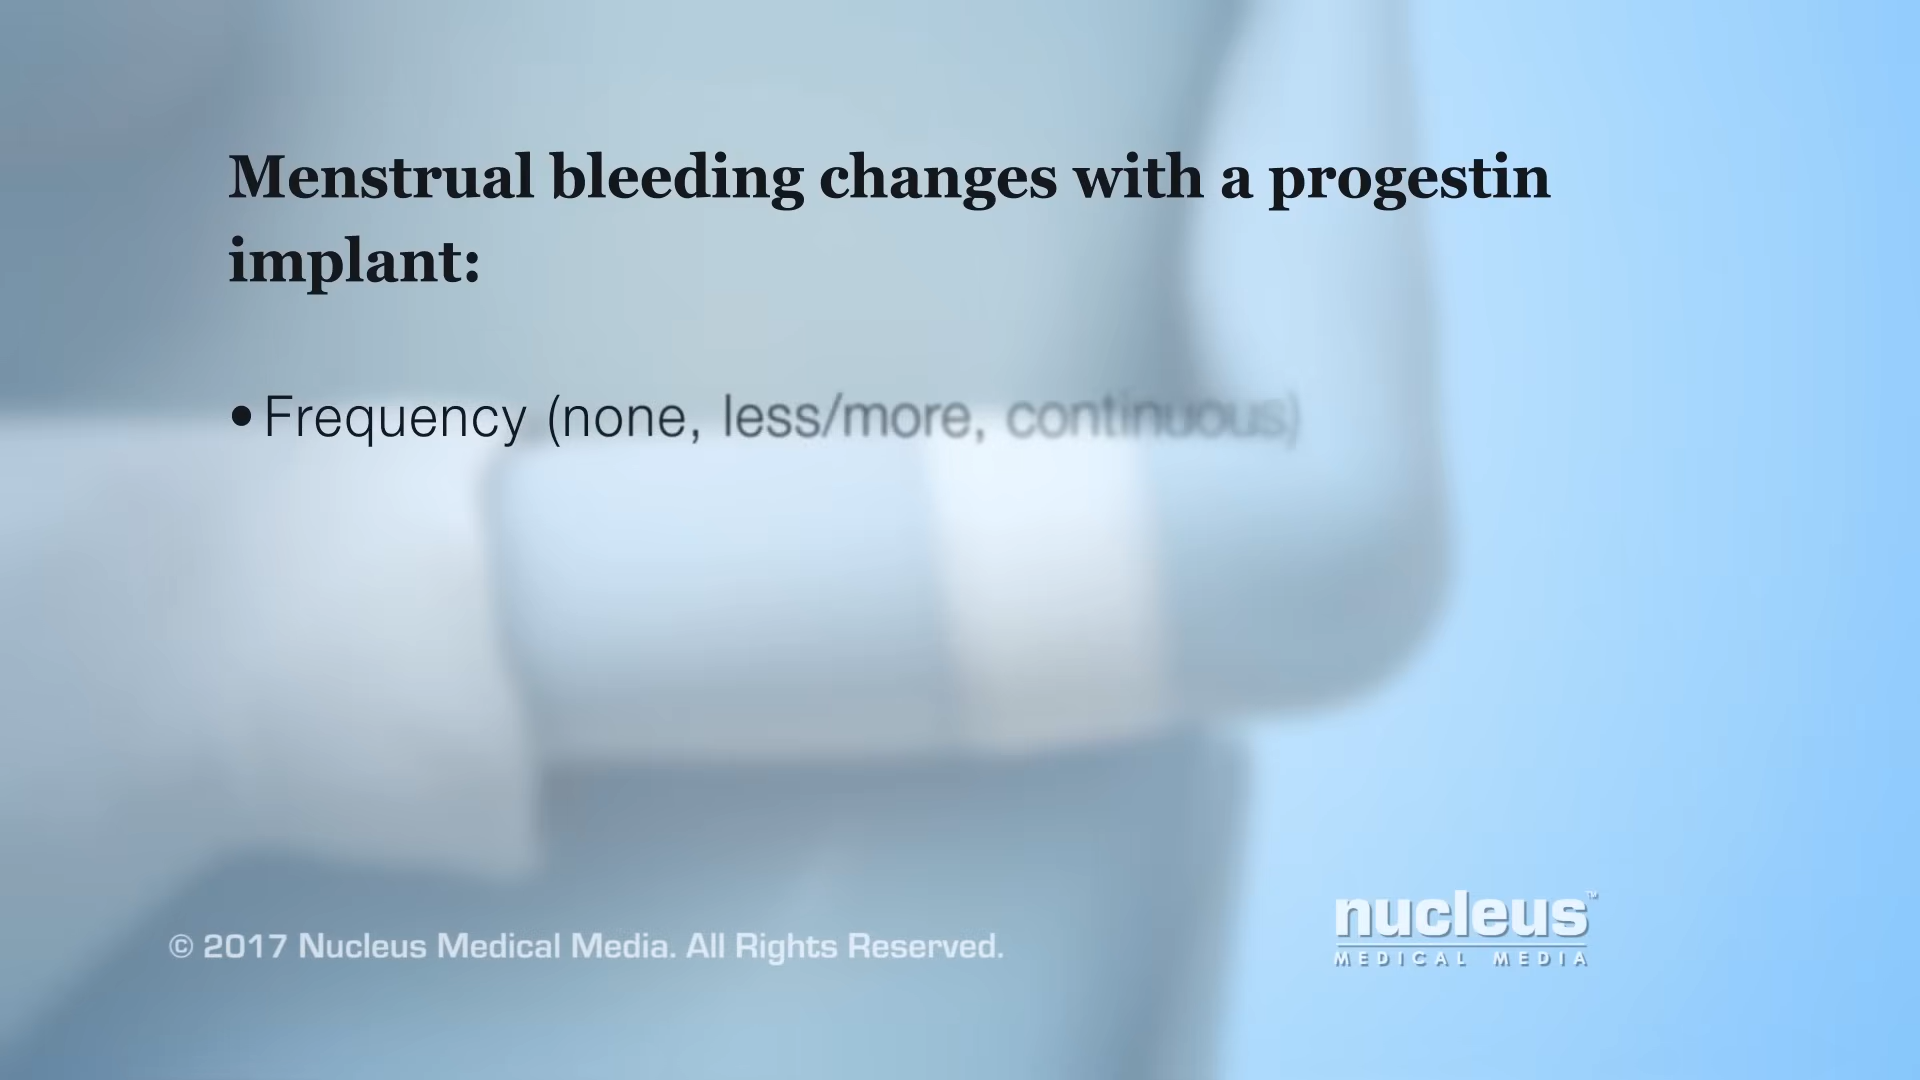 Menstrual bleeding changes with a progestin
implant:
• Frequency (none, less/more, continuous)
© 2017 Nucleus Medical Media. All Rights Reserved.
nucleus™
MEDICAL MEDIA